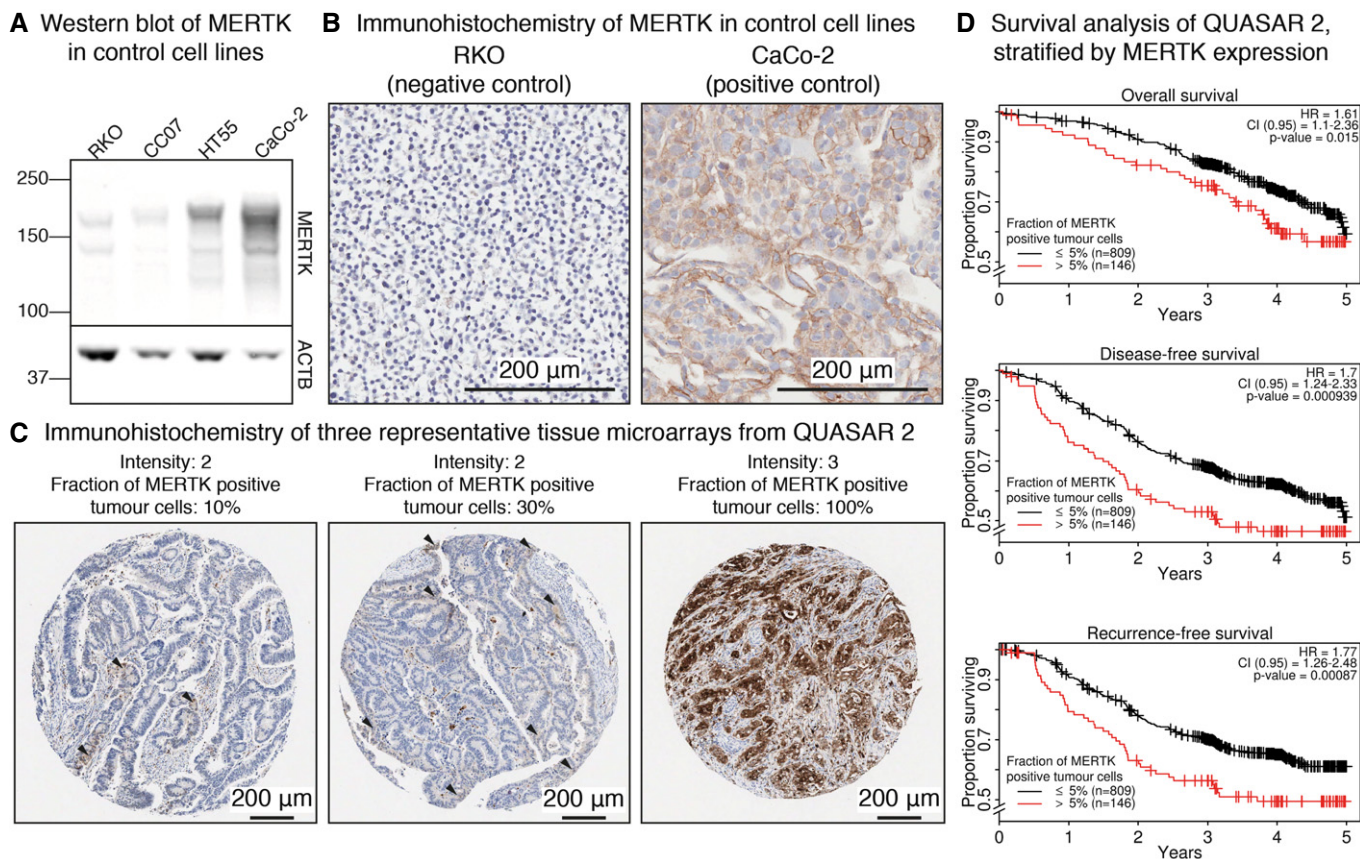 A Western blot of MERTK
in control cell lines
RKO
CC07
HT55
CaCo-2
250
150
100
37
MERTK
ACTB
B Immunohistochemistry of MERTK in control cell lines
RKO
(negative control)
CaCo-2
(positive control)
200 µm
200 µm
C Immunohistochemistry of three representative tissue microarrays from QUASAR 2
Intensity: 2
Fraction of MERTK positive
tumour cells: 10%
Intensity: 2
Fraction of MERTK positive
tumour cells: 30%
Intensity: 3
Fraction of MERTK positive
tumour cells: 100%
200 µm
200 µm
200 µm
D Survival analysis of QUASAR 2,
stratified by MERTK expression
Overall survival
HR = 1.61
CI (0.95) = 1.1-2.36
p-value = 0.015
Proportion surviving
0.9
0.7
0.5
Fraction of MERTK
positive tumour cells
≤ 5% (n=809)
> 5% (n=146)
0 1 2 3 4 5
Years
Disease-free survival
HR = 1.7
CI (0.95) = 1.24-2.33
p-value = 0.000939
Proportion surviving
0.9
0.7
0.5
Fraction of MERTK
positive tumour cells
≤ 5% (n=809)
> 5% (n=146)
0 1 2 3 4 5
Years
Recurrence-free survival
HR = 1.77
CI (0.95) = 1.26-2.48
p-value = 0.00087
Proportion surviving
0.9
0.7
0.5
Fraction of MERTK
positive tumour cells
≤ 5% (n=809)
> 5% (n=146)
0 1 2 3 4 5
Years